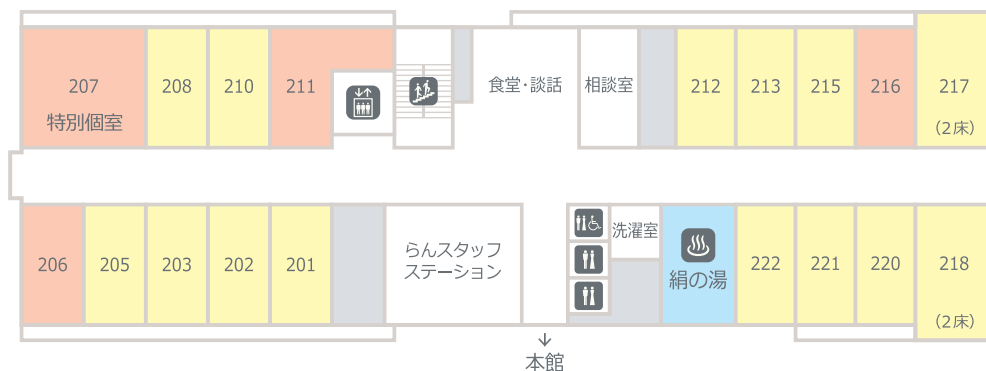 207
特別個室
208
210
211
食堂・談話
相談室
212
213
215
216
217
（2床）
206
205
203
202
201
らんスタッフ
ステーション
洗濯室
絹の湯
222
221
220
218
（2床）
本館